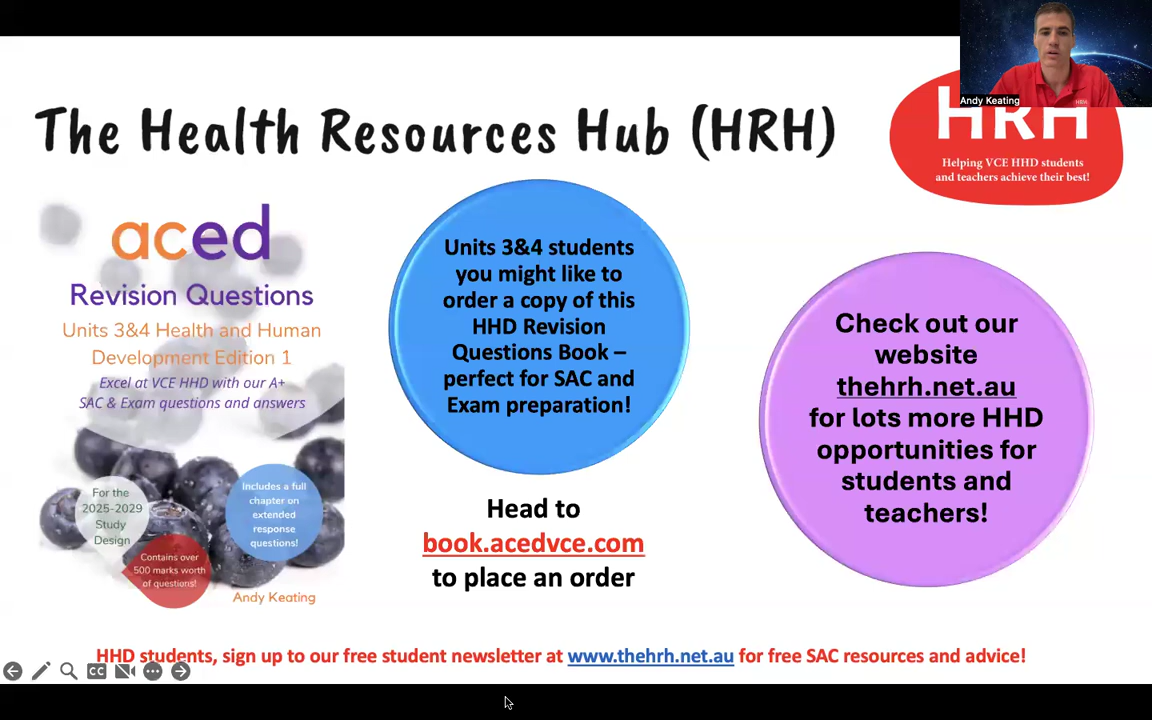 Andy Keating
The Health Resources Hub (HRH)
HRH
Helping VCE HHD students
and teachers achieve their best!
aced
Revision Questions
Units 3&4 Health and Human
Development Edition 1
Excel at VCE HHD with our A+
SAC & Exam questions and answers
For the
2025-2029
Study
Design
Includes a full
chapter on
extended
response
questions!
Contains over
500 marks worth
of questions!
Andy Keating
Units 3&4 students
you might like to
order a copy of this
HHD Revision
Questions Book –
perfect for SAC and
Exam preparation!
Head to
book.acedvce.com
to place an order
Check out our
website
thehrh.net.au
for lots more HHD
opportunities for
students and
teachers!
HHD students, sign up to our free student newsletter at www.thehrh.net.au for free SAC resources and advice!
CC